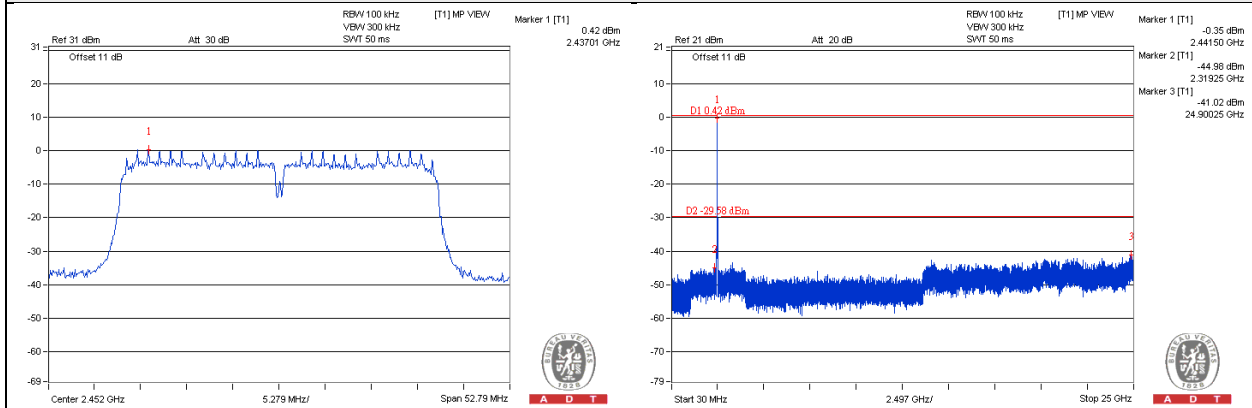 RBW 100 kHz [T1] MP VIEW
VBW 300 kHz
Ref 31 dBm Att 30 dB SWT 50 ms
Marker 1 [T1]
0.42 dBm
2.43701 GHz
31
Offset 11 dB
20
10
0
-10
-20
-30
-40
-50
-60
-69
1
Center 2.452 GHz 5.279 MHz/ Span 52.79 MHz
BUREAU VERITAS
1828
A D T
RBW 100 kHz [T1] MP VIEW
VBW 300 kHz
Ref 21 dBm Att 20 dB SWT 50 ms
Marker 1 [T1]
-0.35 dBm
2.44150 GHz
Marker 2 [T1]
-44.98 dBm
2.31925 GHz
Marker 3 [T1]
-41.02 dBm
24.90025 GHz
21
Offset 11 dB
10
0
-10
-20
-30
-40
-50
-60
-70
-79
1
D1 0.42 dBm
D2 -29.58 dBm
2
3
Start 30 MHz 2.497 GHz/ Stop 25 GHz
BUREAU VERITAS
1828
A D T